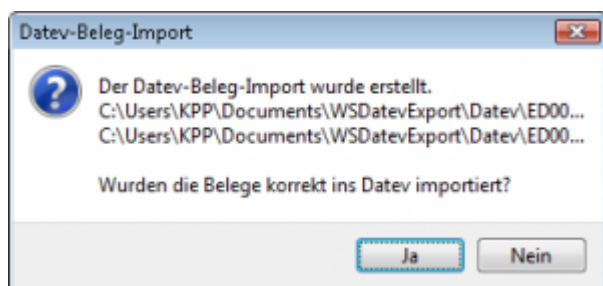 Datev-Beleg-Import
Der Datev-Beleg-Import wurde erstellt.
C:\Users\KPP\Documents\WSDatevExport\Datev\ED00...
C:\Users\KPP\Documents\WSDatevExport\Datev\ED00...
Wurden die Belege korrekt ins Datev importiert?
Ja
Nein